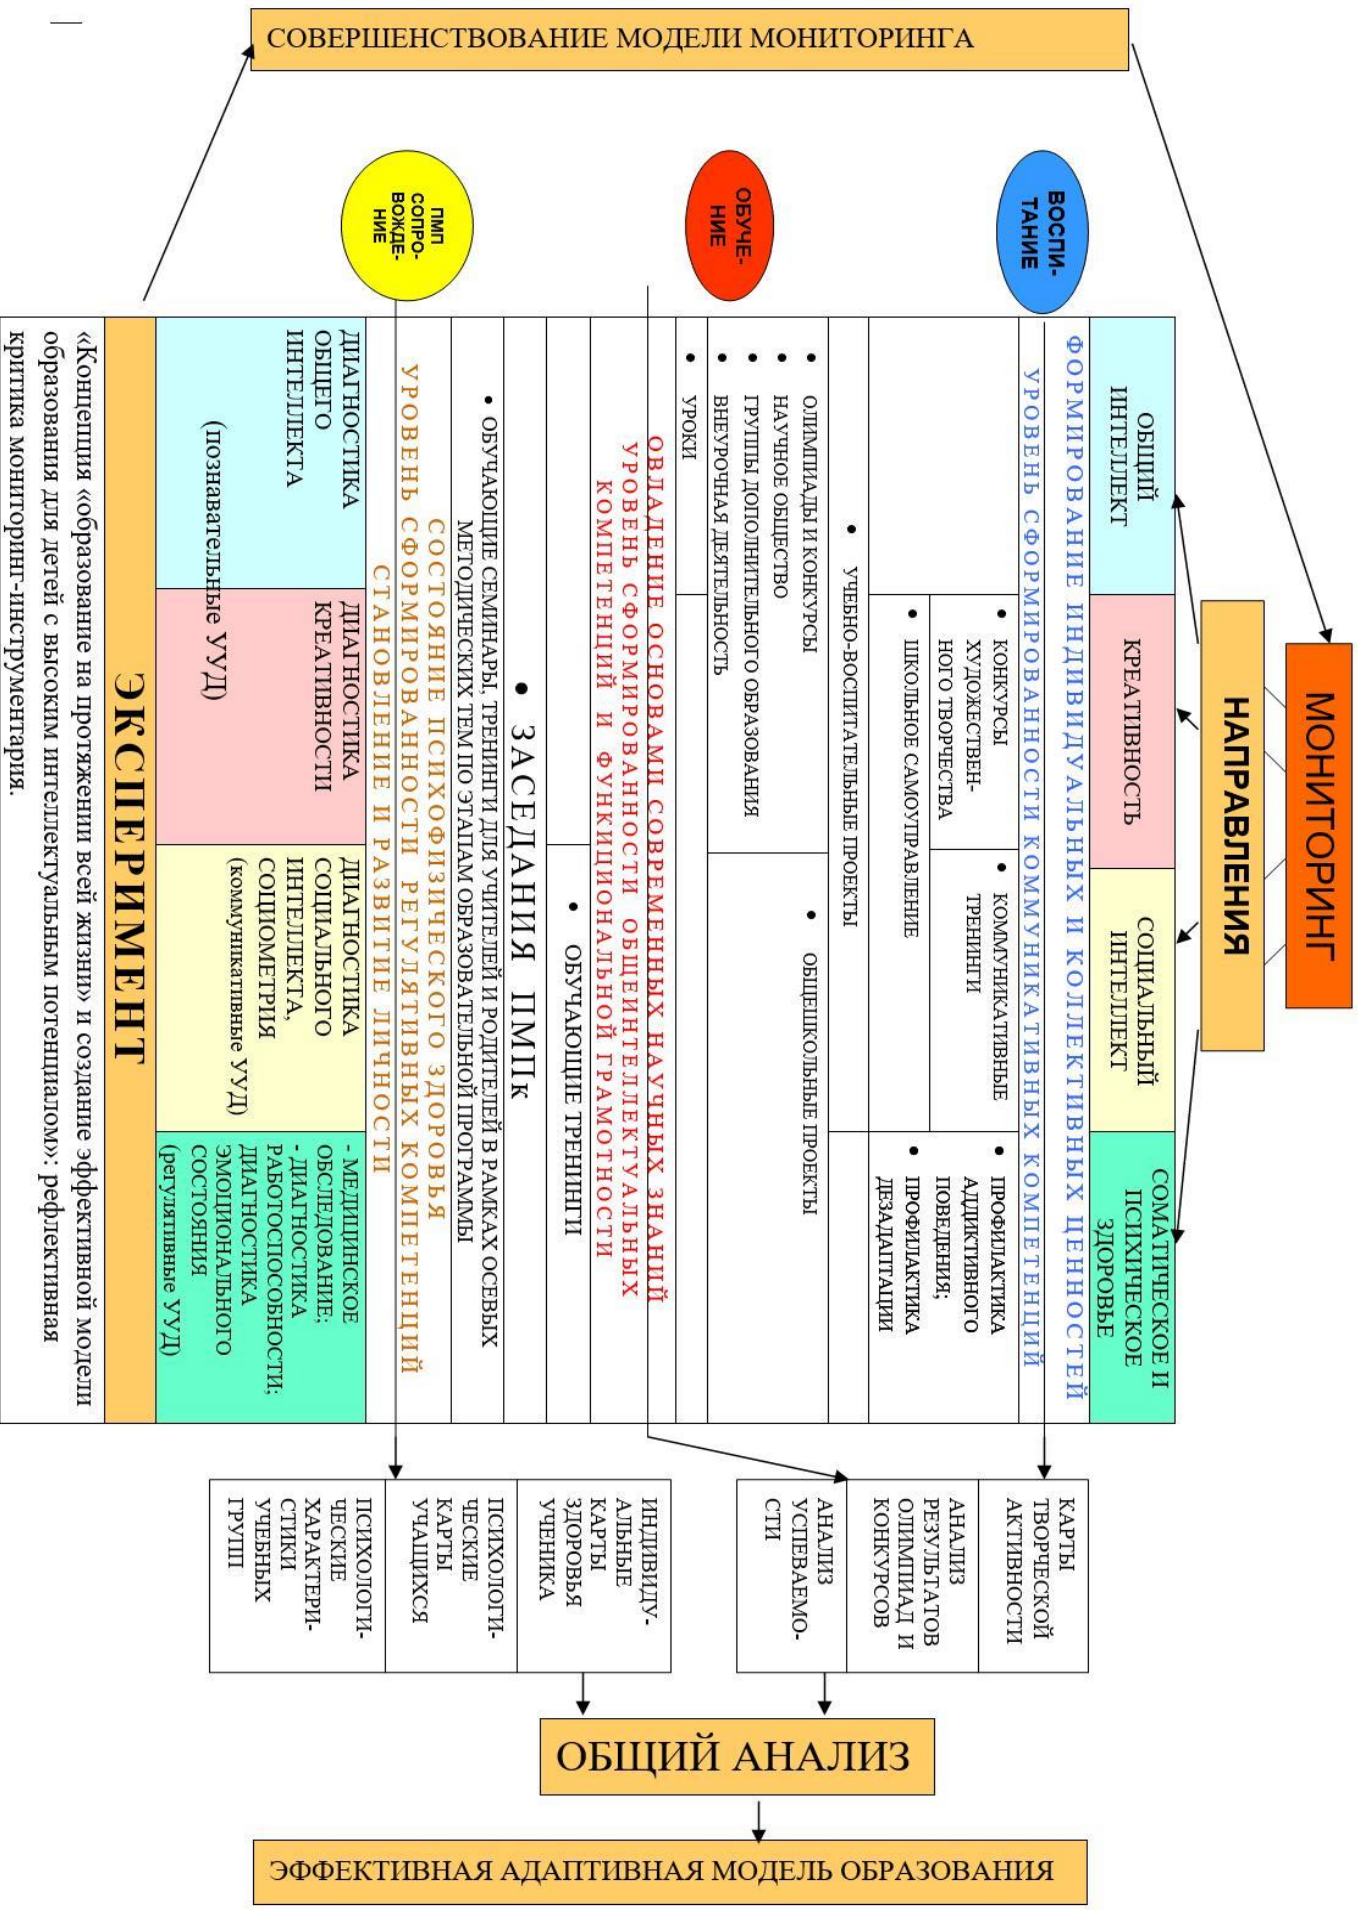 СОВЕРШЕНСТВОВАНИЕ МОДЕЛИ МОНИТОРИНГА
МОНИТОРИНГ
НАПРАВЛЕНИЯ
ОБЩИЙ
ИНТЕЛЛЕКТ
КРЕАТИВНОСТЬ
СОЦИАЛЬНЫЙ
ИНТЕЛЛЕКТ
СОМАТИЧЕСКОЕ И
ПСИХИЧЕСКОЕ
ЗДОРОВЬЕ
ВОСПИ-
ТАНИЕ
ФОРМИРОВАНИЕ ИНДИВИДУАЛЬНЫХ И КОЛЛЕКТИВНЫХ ЦЕННОСТЕЙ
УРОВЕНЬ СФОРМИРОВАННОСТИ КОММУНИКАТИВНЫХ КОМПЕТЕНЦИЙ
• КОНКУРСЫ
ХУДОЖЕСТВЕН-
НОГО ТВОРЧЕСТВА
• КОММУНИКАТИВНЫЕ
ТРЕНИНГИ
• ПРОФИЛАКТИКА
АДДИКТИВНОГО
ПОВЕДЕНИЯ;
• ПРОФИЛАКТИКА
ДЕЗАДАПТАЦИИ
• ШКОЛЬНОЕ САМОУПРАВЛЕНИЕ
• УЧЕБНО-ВОСПИТАТЕЛЬНЫЕ ПРОЕКТЫ
ОБУЧЕ-
НИЕ
• ОЛИМПИАДЫ И КОНКУРСЫ
• НАУЧНОЕ ОБЩЕСТВО
• ГРУППЫ ДОПОЛНИТЕЛЬНОГО ОБРАЗОВАНИЯ
• ВНЕУРОЧНАЯ ДЕЯТЕЛЬНОСТЬ
• ОБЩЕШКОЛЬНЫЕ ПРОЕКТЫ
• УРОКИ
ОВЛАДЕНИЕ ОСНОВАМИ СОВРЕМЕННЫХ НАУЧНЫХ ЗНАНИЙ
УРОВЕНЬ СФОРМИРОВАННОСТИ ОБЩЕИНТЕЛЛЕКТУАЛЬНЫХ
КОМПЕТЕНЦИЙ И ФУНКЦИОНАЛЬНОЙ ГРАМОТНОСТИ
• ОБУЧАЮЩИЕ ТРЕНИНГИ
• ЗАСЕДАНИЯ ПМПк
• ОБУЧАЮЩИЕ СЕМИНАРЫ, ТРЕНИНГИ ДЛЯ УЧИТЕЛЕЙ И РОДИТЕЛЕЙ В РАМКАХ ОСЕВЫХ
МЕТОДИЧЕСКИХ ТЕМ ПО ЭТАПАМ ОБРАЗОВАТЕЛЬНОЙ ПРОГРАММЫ
ПМП
СОПРО-
ВОЖДЕ-
НИЕ
СОСТОЯНИЕ ПСИХОФИЗИЧЕСКОГО ЗДОРОВЬЯ
УРОВЕНЬ СФОРМИРОВАННОСТИ РЕГУЛЯТИВНЫХ КОМПЕТЕНЦИЙ
СТАНОВЛЕНИЕ И РАЗВИТИЕ ЛИЧНОСТИ
ДИАГНОСТИКА
ОБЩЕГО
ИНТЕЛЛЕКТА
(познавательные УУД)
ДИАГНОСТИКА
КРЕАТИВНОСТИ
ДИАГНОСТИКА
СОЦИАЛЬНОГО
ИНТЕЛЛЕКТА,
СОЦИОМЕТРИЯ
(коммуникативные УУД)
- МЕДИЦИНСКОЕ
ОБСЛЕДОВАНИЕ;
- ДИАГНОСТИКА
РАБОТОСПОСОБНОСТИ;
ДИАГНОСТИКА
ЭМОЦИОНАЛЬНОГО
СОСТОЯНИЯ
(регулятивные УУД)
ЭКСПЕРИМЕНТ
«Концепция «образование на протяжении всей жизни» и создание эффективной модели
образования для детей с высоким интеллектуальным потенциалом»: рефлективная
критика мониторинг-инструментария.
КАРТЫ
ТВОРЧЕСКОЙ
АКТИВНОСТИ
АНАЛИЗ
РЕЗУЛЬТАТОВ
ОЛИМПИАД И
КОНКУРСОВ
АНАЛИЗ
УСПЕВАЕМО-
СТИ
ИНДИВИДУ-
АЛЬНЫЕ
КАРТЫ
ЗДОРОВЬЯ
УЧЕНИКА
ПСИХОЛОГИ-
ЧЕСКИЕ
КАРТЫ
УЧАЩИХСЯ
ПСИХОЛОГИ-
ЧЕСКИЕ
ХАРАКТЕРИ-
СТИКИ
УЧЕБНЫХ
ГРУПП
ОБЩИЙ АНАЛИЗ
ЭФФЕКТИВНАЯ АДАПТИВНАЯ МОДЕЛЬ ОБРАЗОВАНИЯ